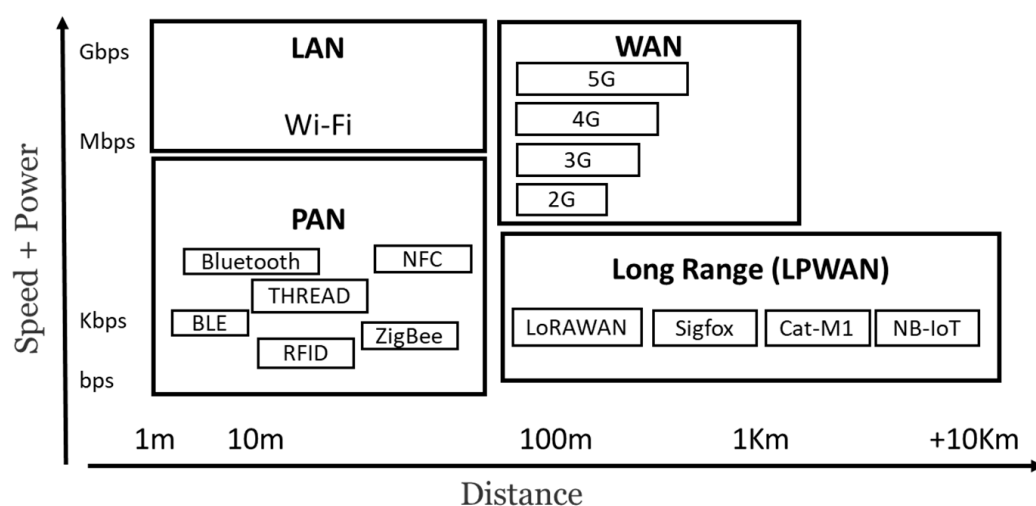 Speed + Power
Gbps
Mbps
Kbps
bps
LAN
Wi-Fi
WAN
5G
4G
3G
2G
PAN
Bluetooth
NFC
THREAD
BLE
ZigBee
RFID
Long Range (LPWAN)
LoRAWAN
Sigfox
Cat-M1
NB-IoT
1m
10m
100m
1Km
+10Km
Distance